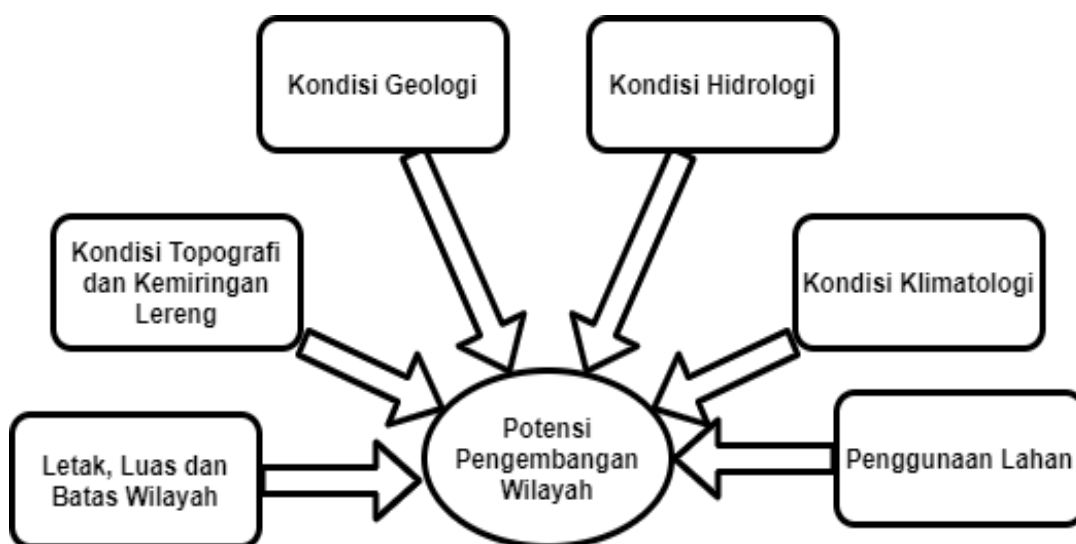 Kondisi Geologi
Kondisi Hidrologi
Kondisi Topografi
dan Kemiringan
Lereng
Kondisi Klimatologi
Letak, Luas dan
Batas Wilayah
Potensi
Pengembangan
Wilayah
Penggunaan Lahan